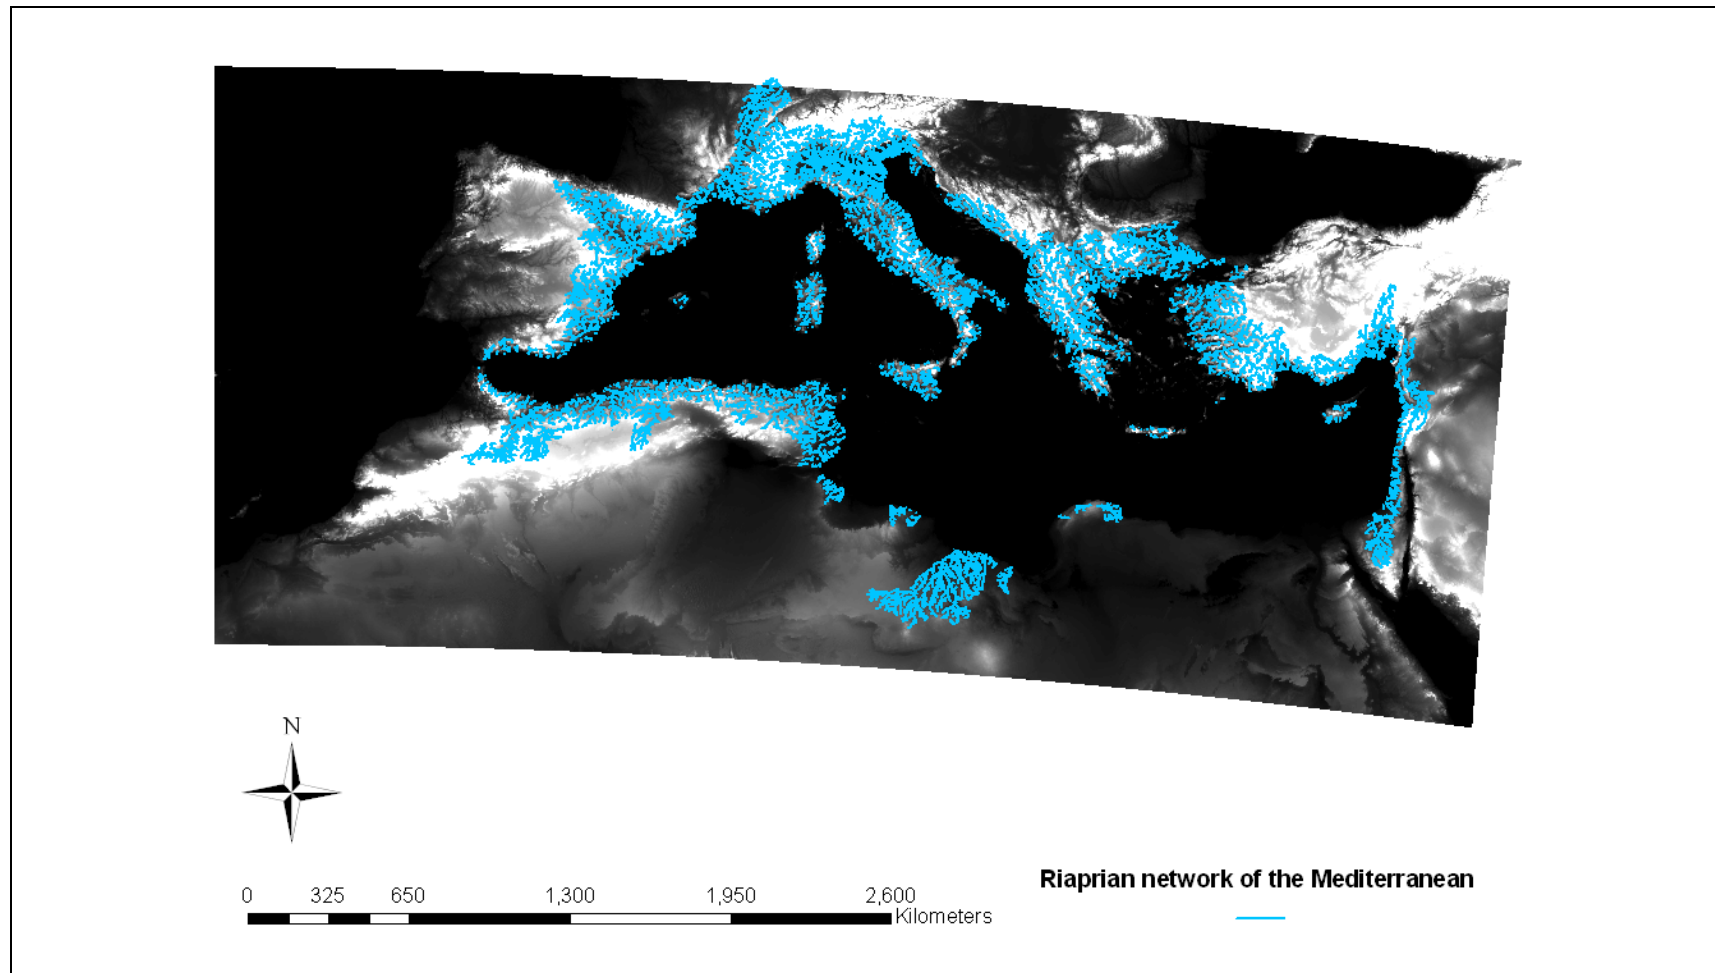 N
0 325 650 1,300 1,950 2,600
Kilometers
Riaprian network of the Mediterranean